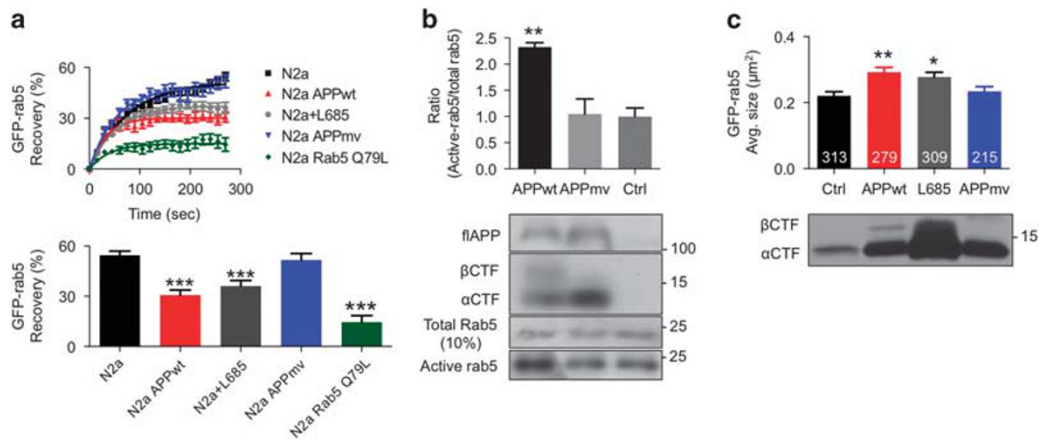 a
GFP-rab5
Recovery (%)
60
30
0
0
100
200
300
Time (sec)
N2a
N2a APPwt
N2a+L685
N2a APPmv
N2a Rab5 Q79L
GFP-rab5
Recovery (%)
60
30
0
***
***
***
N2a
N2a APPwt
N2a+L685
N2a APPmv
N2a Rab5 Q79L
b
Ratio
(Active-rab5/total rab5)
2.5
2.0
1.5
1.0
0.5
0.0
**
APPwt APPmv Ctrl
flAPP
100
βCTF
15
αCTF
Total Rab5
(10%)
25
Active rab5
25
c
GFP-rab5
Avg. size (µm²)
0.4
0.2
0.0
**
*
313 279 309 215
Ctrl APPwt L685 APPmv
βCTF
αCTF
15